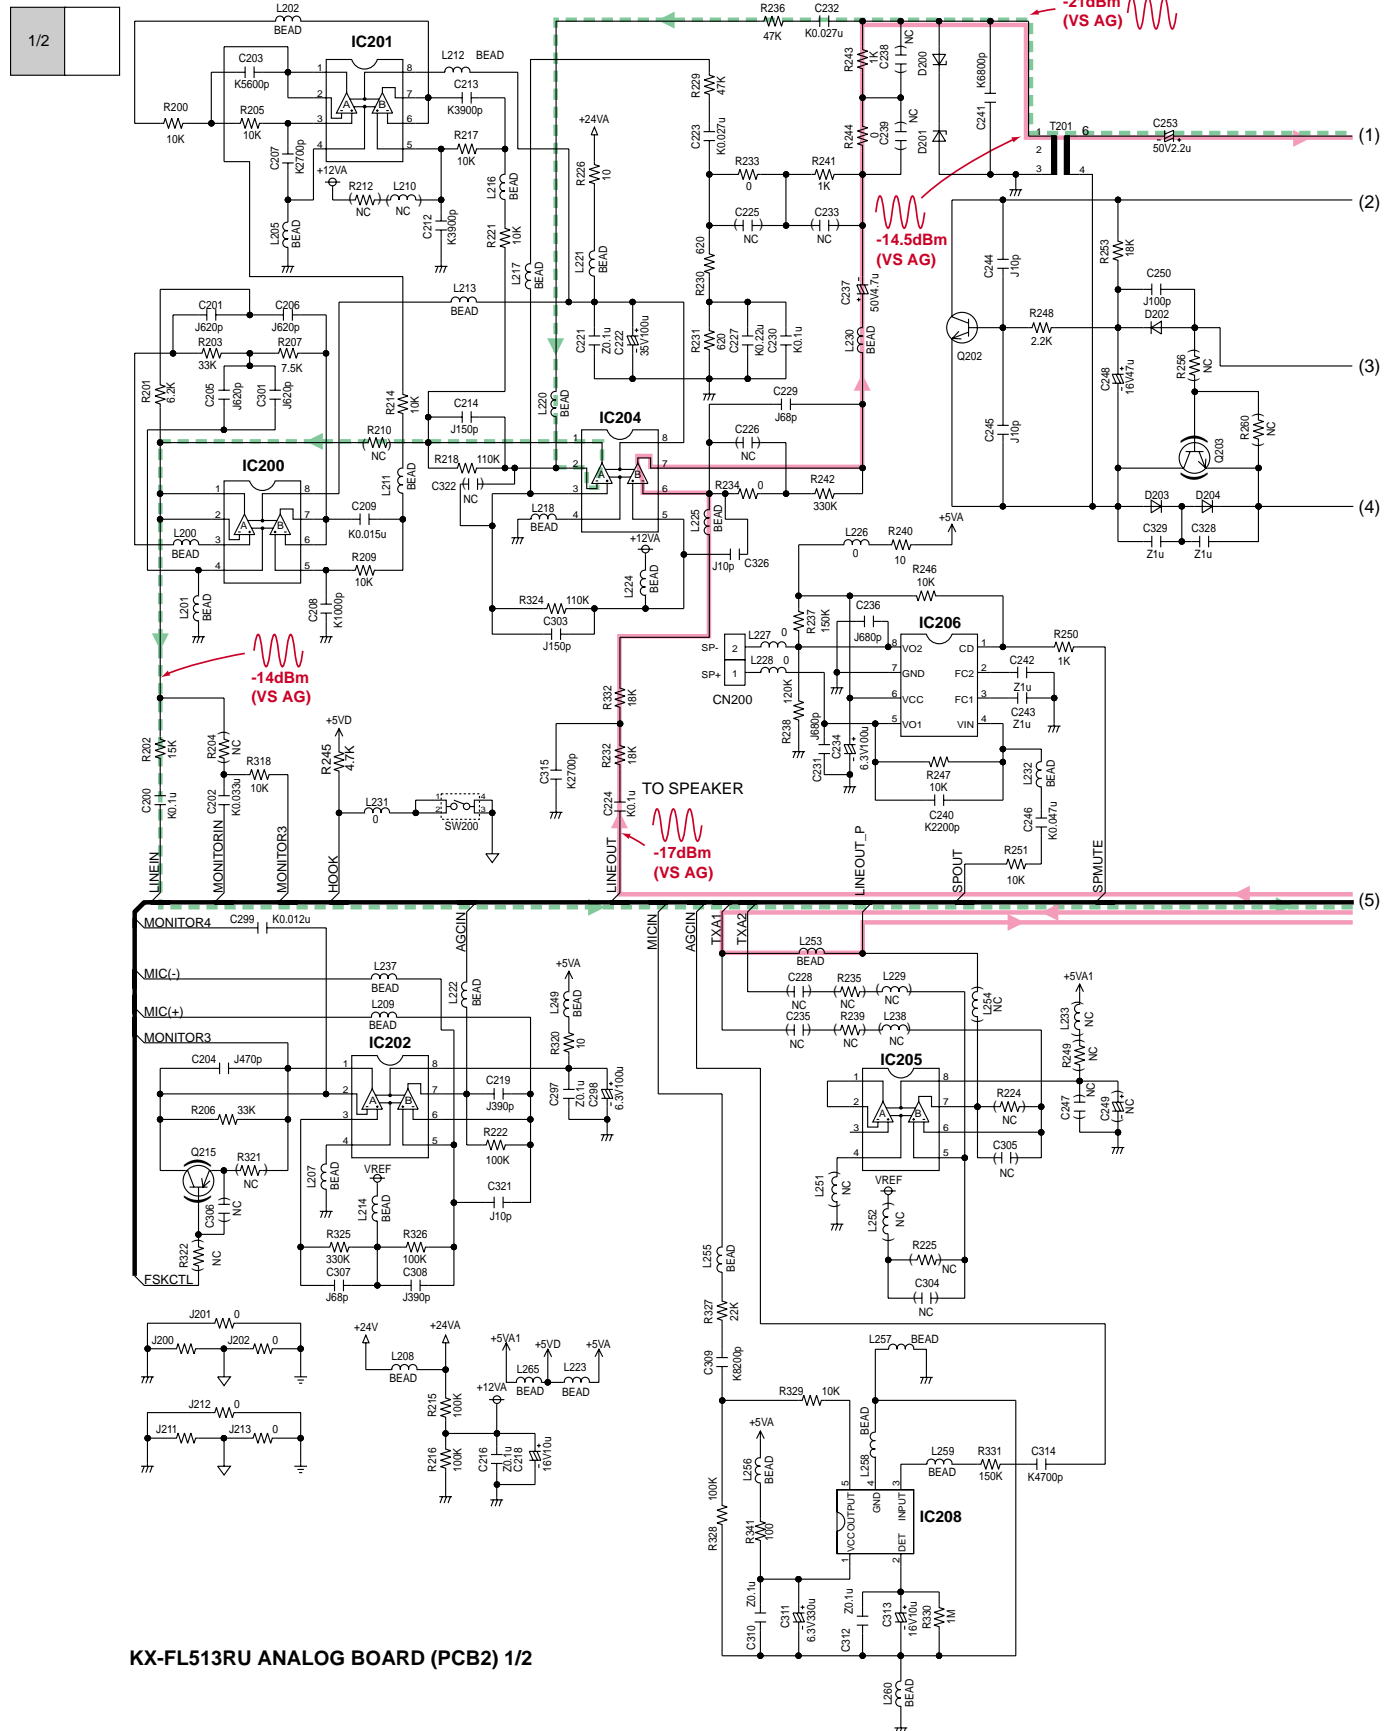 1/2
-21dBm
(VS AG)
L202
BEAD
IC201
C203
K5600p
L212 BEAD
C213
K3900p
R200
10K
R205
10K
C207
K2700p
R217
10K
+12VA
R212
(NC)
L210
(NC)
C212
K3900p
L205
BEAD
L216
BEAD
R221
10K
L217
BEAD
+24VA
R226
10
L221
BEAD
L213
BEAD
R236
47K
C232
K0.027u
R229
47K
C223
K0.027u
R233
0
R241
1K
C225
NC
C233
NC
R243
1K
C238
NC
R244
0
C239
NC
D200
D201
K6800p
C241
T201
1
2
3
6
4
C253
50V2.2u
(1)
(2)
(3)
(4)
(5)
-14.5dBm
(VS AG)
620
R230
R231
620
C227
K0.22u
C230
K0.1u
C237
50V4.7u
L230
BEAD
C221
Z0.1u
C222
35V100u
C229
J68p
C226
NC
C244
J10p
C245
J10p
Q202
R248
2.2K
R253
18K
C250
J100p
D202
R256
NC
C248
16V47u
R260
NC
Q203
D203
D204
C329
Z1u
C328
Z1u
C201
J620p
C206
J620p
R203
33K
R207
7.5K
R201
6.2K
C205
J620p
C301
J620p
R214
10K
R210
(NC)
C214
J150p
R218
110K
C322
NC
L220
BEAD
IC204
L218
BEAD
R234
0
R242
330K
L225
BEAD
J10p
C326
+12VA
L224
BEAD
R324
110K
C303
J150p
IC200
L211
BEAD
C209
K0.015u
R209
10K
C208
K1000p
L200
BEAD
L201
BEAD
-14dBm
(VS AG)
L226
0
R240
10
+5VA
R246
10K
C236
J680p
R237
150K
IC206
VO2
GND
VCC
VO1
CD
FC2
FC1
VIN
R250
1K
C242
Z1u
C243
Z1u
SP-
2
SP+
1
CN200
L227
0
L228
0
120K
R238
J680p
C231
C234
6.3V100u
R247
10K
C240
K2200p
L232
BEAD
C246
K0.047u
R251
10K
R202
15K
C200
K0.1u
R204
NC
R318
10K
C202
K0.033u
+5VD
R245
4.7K
L231
0
SW200
C315
K2700p
R332
18K
R232
18K
C224
K0.1u
TO SPEAKER
-17dBm
(VS AG)
LINEIN
MONITORIN
MONITOR3
HOOK
LINEOUT
LINEOUT_P
SPOUT
SPMUTE
MONITOR4
C299
K0.012u
AGCIN
MICIN
AGCIN
TXA1
TXA2
MIC(-)
L237
BEAD
MIC(+)
L209
BEAD
MONITOR3
C204
J470p
IC202
L222
BEAD
+5VA
L249
BEAD
R320
10
C297
Z0.1u
C298
6.3V100u
C219
J390p
R222
100K
C321
J10p
R206
33K
Q215
R321
NC
C306
NC
R322
NC
FSKCTL
L207
BEAD
VREF
L214
BEAD
R325
330K
R326
100K
C307
J68p
C308
J390p
L253
BEAD
C228
NC
R235
NC
L229
NC
C235
NC
R239
NC
L238
NC
L254
NC
+5VA1
L233
NC
R249
NC
C247
NC
C249
NC
IC205
R224
NC
C305
NC
L251
NC
VREF
L252
NC
R225
NC
C304
NC
J201
0
J200
J202
0
J212
0
J211
J213
0
+24V
+24VA
L208
BEAD
R215
100K
R216
100K
+12VA
C216
Z0.1u
C218
16V10u
+5VA1
+5VD
+5VA
L265
BEAD
L223
BEAD
L255
BEAD
R327
22K
C309
K8200p
R329
10K
+5VA
L256
BEAD
R341
100
100K
R328
L257
BEAD
BEAD
L258
L259
BEAD
R331
150K
C314
K4700p
IC208
OUTPUT
GND
INPUT
VCC
DET
Z0.1u
C310
C311
6.3V330u
Z0.1u
C312
C313
16V10u
R330
1M
L260
BEAD
KX-FL513RU ANALOG BOARD (PCB2) 1/2